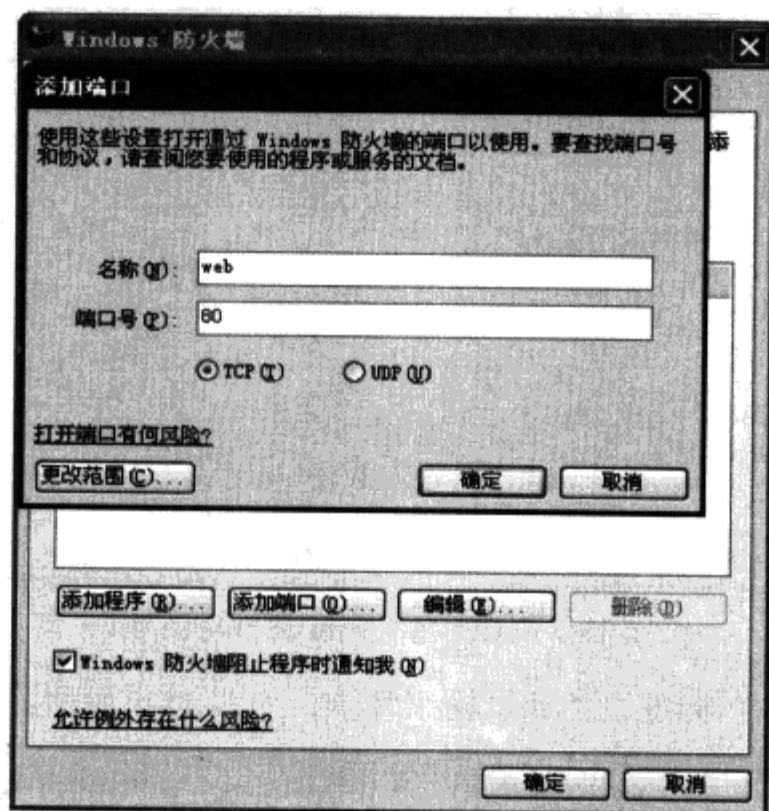 Windows 防火墙
添加端口
使用这些设置打开通过 Windows 防火墙的端口以使用。要查找端口号
和协议，请查阅您要使用的程序或服务的文档。
添
名称(N): web
端口号(P): 80
TCP(T) UDP(U)
打开端口有何风险?
更改范围(C)... 确定 取消
添加程序(R)... 添加端口(O)... 编辑(E)... 删除(D)
Windows 防火墙阻止程序时通知我(N)
允许例外存在什么风险?
确定 取消